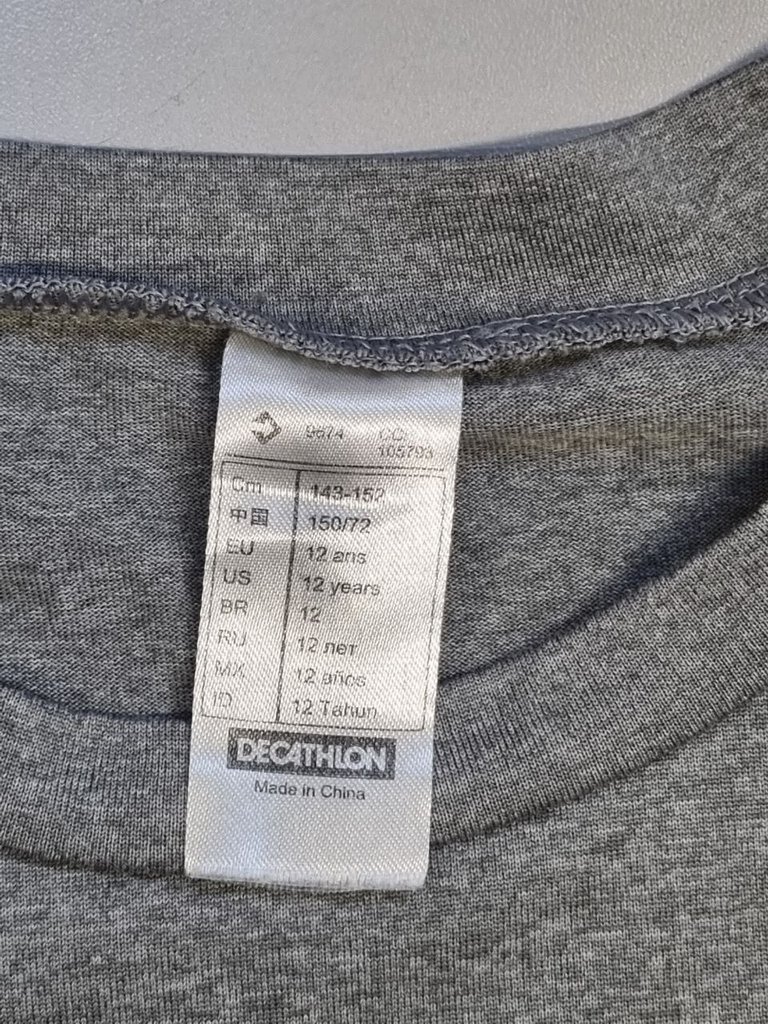 9874 CC:
105793
Cm 143-152
中国 150/72
EU 12 ans
US 12 years
BR 12
RU 12 лет
MX 12 años
ID 12 Tahun
DECATHLON
Made in China